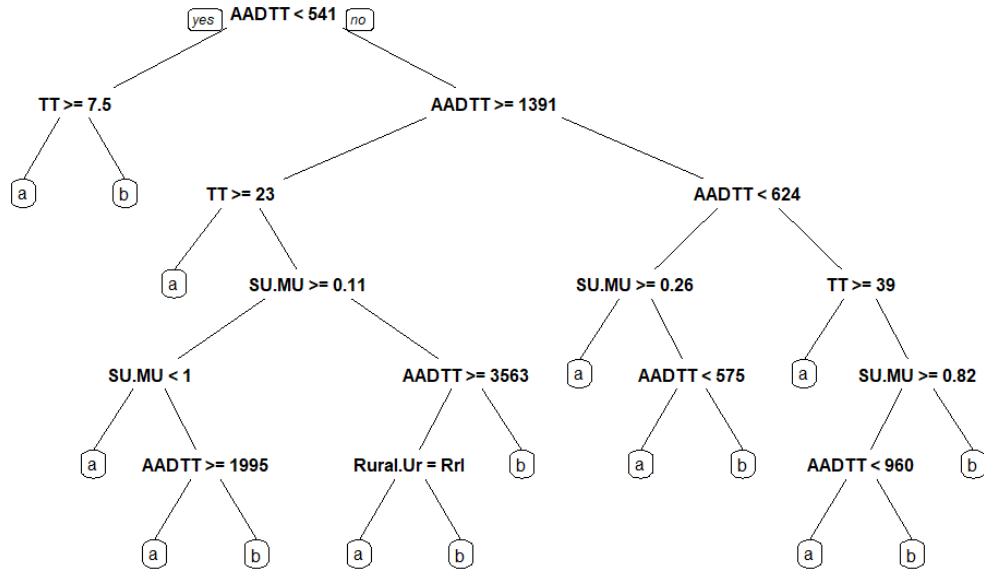 yes AADTT < 541 no
TT >= 7.5 AADTT >= 1391
a b TT >= 23 AADTT < 624
a SU.MU >= 0.11 SU.MU >= 0.26 TT >= 39
SU.MU < 1 AADTT >= 3563 a AADTT < 575 a SU.MU >= 0.82
a AADTT >= 1995 Rural.Ur = Rrl b a b AADTT < 960 b
a b a b a b